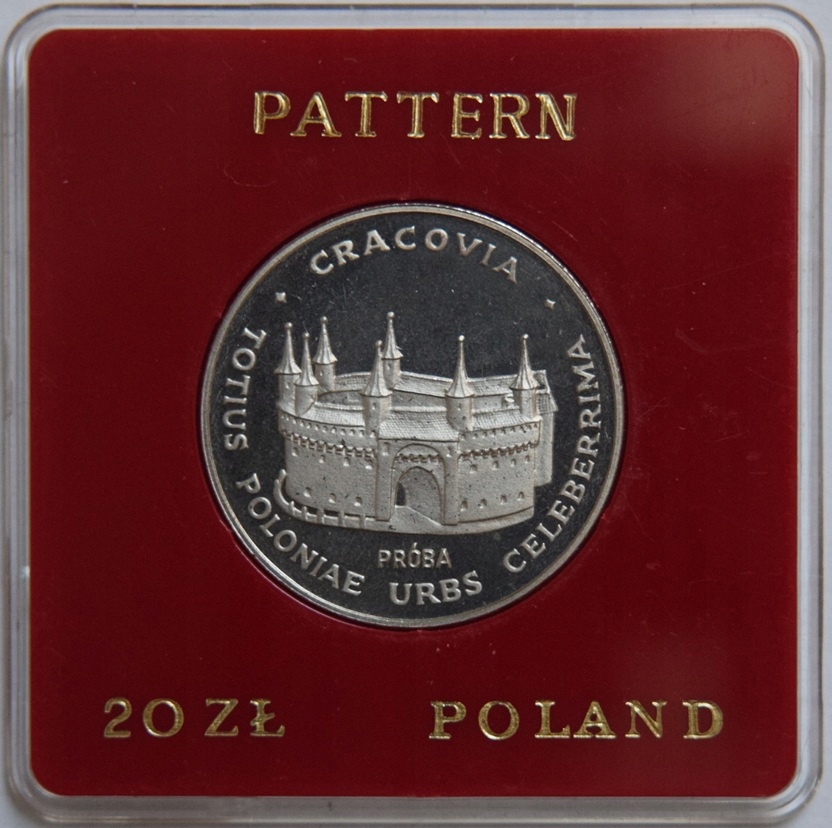 PATTERN
CRACOVIA
TOTIUS POLONIAE URBS CELEBERRIMA
PRÓBA
20 ZŁ POLAND